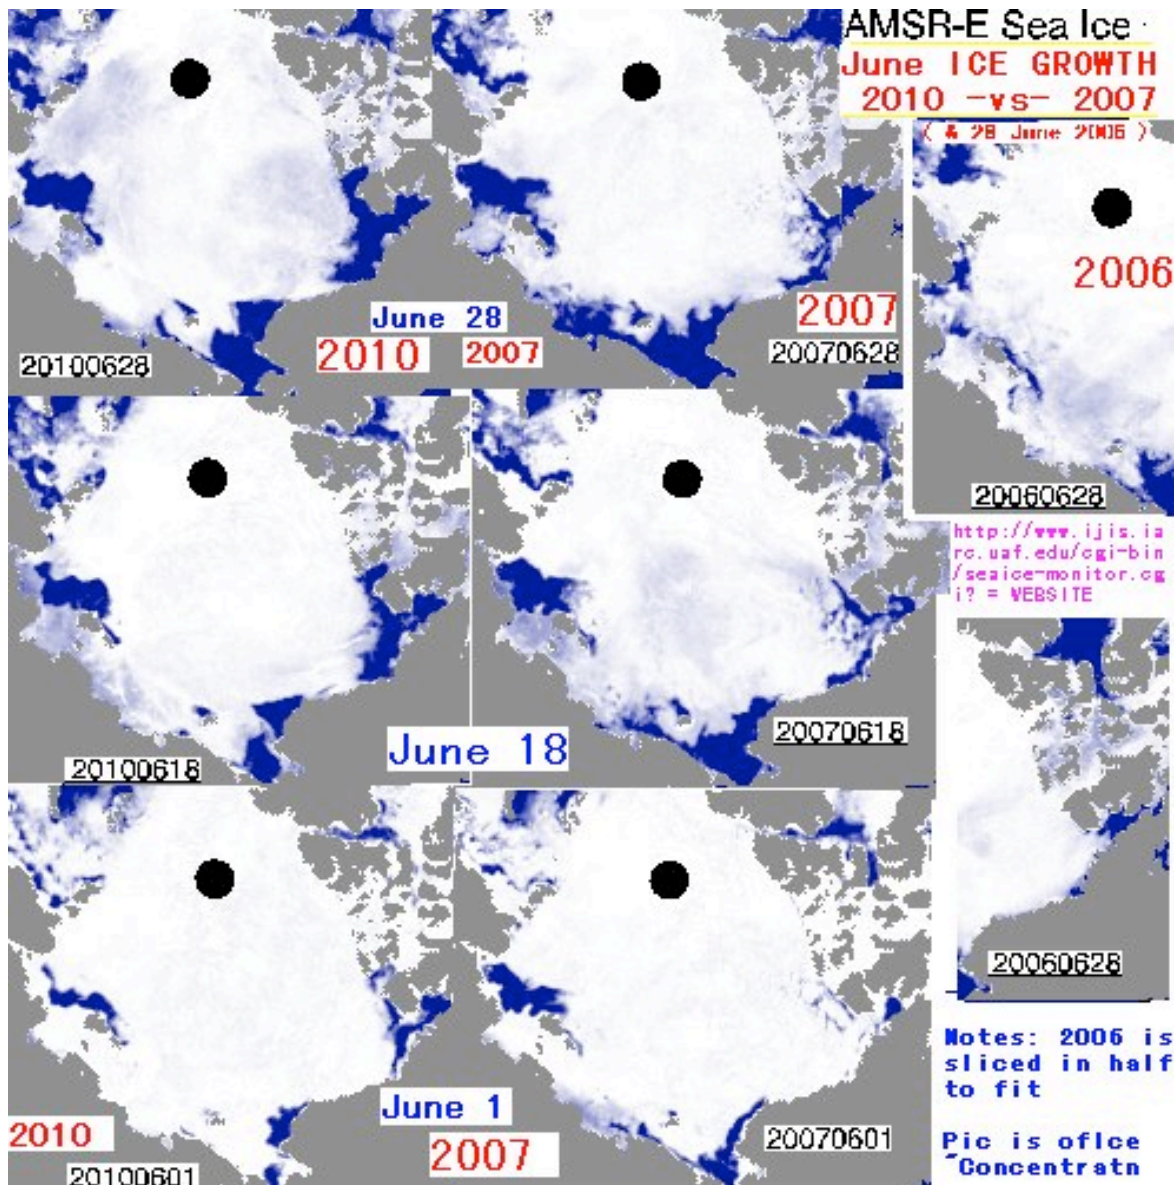 AMSR-E Sea Ice
June ICE GROWTH
2010 -vs- 2007
( & 28 June 2006 )
2006
June 28
2007
2010
2007
20100628
20070628
20060628
http://www.ijis.ia
rc.uaf.edu/cgi-bin
/seaice-monitor.cg
i? = WEBSITE
June 18
20070618
20100618
20060628
June 1
2010
2007
20070601
20100601
Notes: 2006 is
sliced in half
to fit
Pic is ofIce
"Concentratn